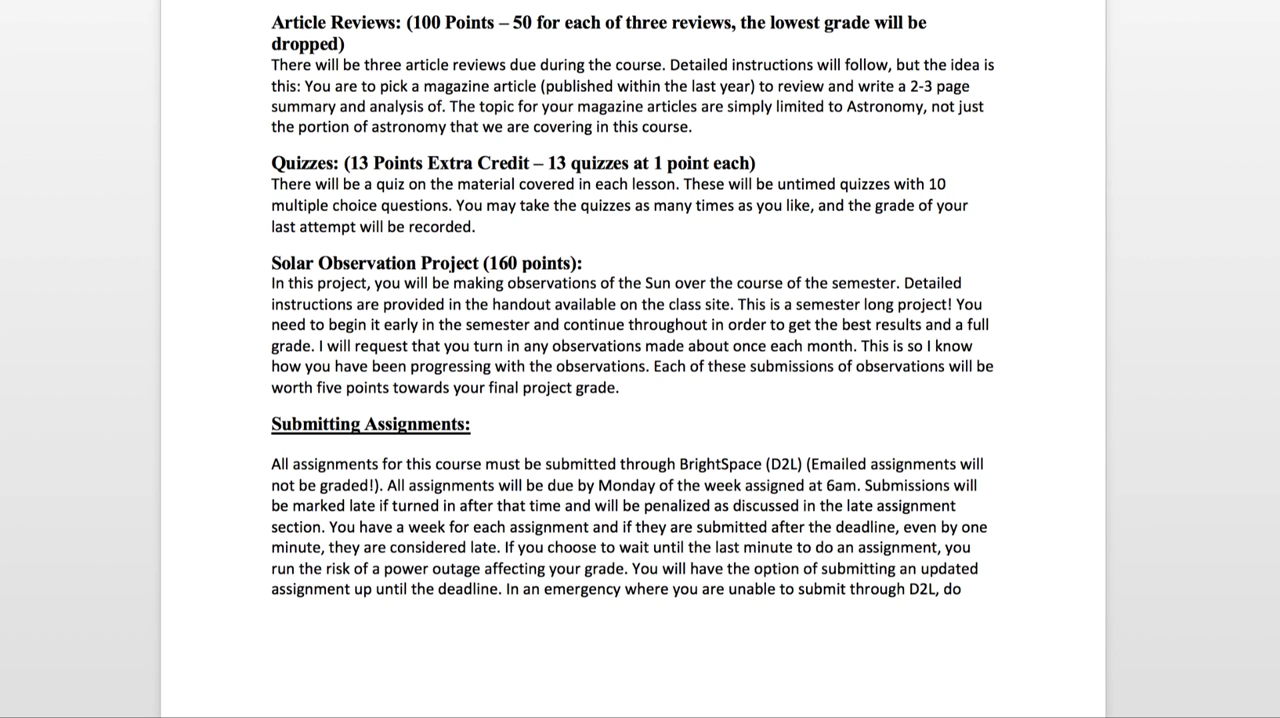 Article Reviews: (100 Points – 50 for each of three reviews, the lowest grade will be
dropped)
There will be three article reviews due during the course. Detailed instructions will follow, but the idea is
this: You are to pick a magazine article (published within the last year) to review and write a 2-3 page
summary and analysis of. The topic for your magazine articles are simply limited to Astronomy, not just
the portion of astronomy that we are covering in this course.
Quizzes: (13 Points Extra Credit – 13 quizzes at 1 point each)
There will be a quiz on the material covered in each lesson. These will be untimed quizzes with 10
multiple choice questions. You may take the quizzes as many times as you like, and the grade of your
last attempt will be recorded.
Solar Observation Project (160 points):
In this project, you will be making observations of the Sun over the course of the semester. Detailed
instructions are provided in the handout available on the class site. This is a semester long project! You
need to begin it early in the semester and continue throughout in order to get the best results and a full
grade. I will request that you turn in any observations made about once each month. This is so I know
how you have been progressing with the observations. Each of these submissions of observations will be
worth five points towards your final project grade.
Submitting Assignments:
All assignments for this course must be submitted through BrightSpace (D2L) (Emailed assignments will
not be graded!). All assignments will be due by Monday of the week assigned at 6am. Submissions will
be marked late if turned in after that time and will be penalized as discussed in the late assignment
section. You have a week for each assignment and if they are submitted after the deadline, even by one
minute, they are considered late. If you choose to wait until the last minute to do an assignment, you
run the risk of a power outage affecting your grade. You will have the option of submitting an updated
assignment up until the deadline. In an emergency where you are unable to submit through D2L, do